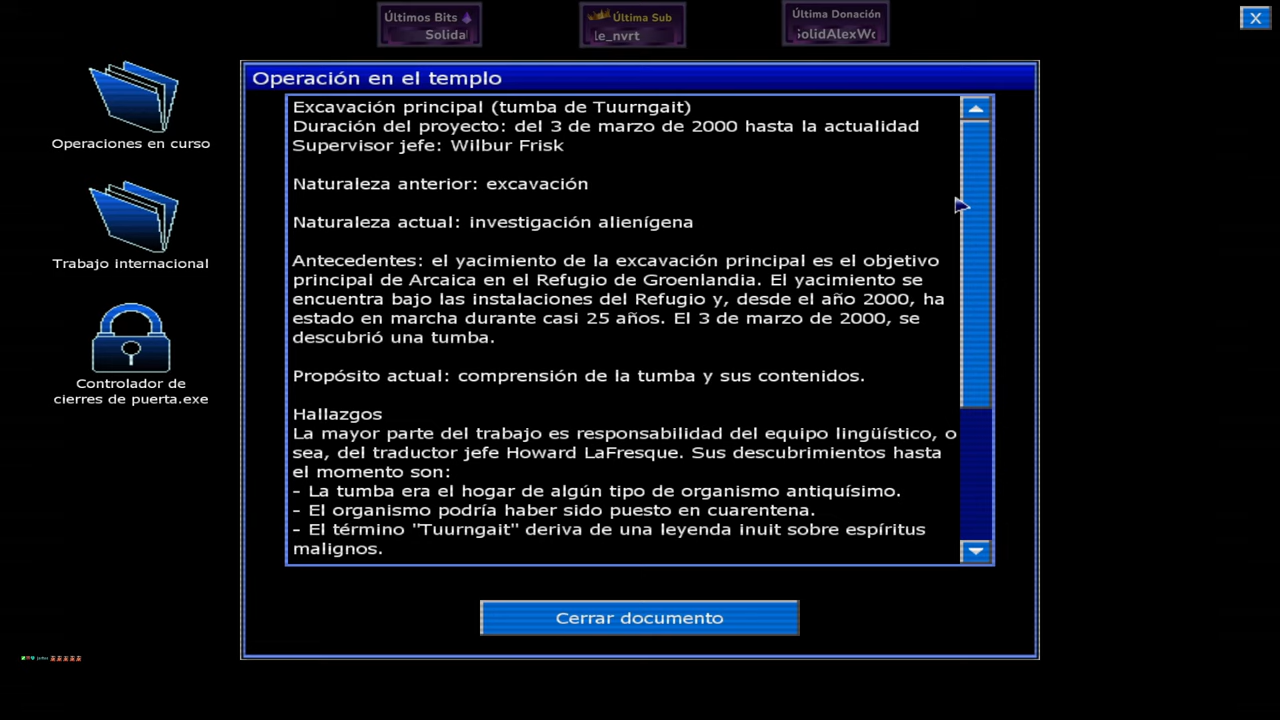 Últimos Bits
Solida
Última Sub
le_nvrt
Última Donación
SolidAlexWo
X
Operación en el templo
Operaciones en curso
Trabajo internacional
Controlador de
cierres de puerta.exe
Excavación principal (tumba de Tuurngait)
Duración del proyecto: del 3 de marzo de 2000 hasta la actualidad
Supervisor jefe: Wilbur Frisk
Naturaleza anterior: excavación
Naturaleza actual: investigación alienígena
Antecedentes: el yacimiento de la excavación principal es el objetivo
principal de Arcaica en el Refugio de Groenlandia. El yacimiento se
encuentra bajo las instalaciones del Refugio y, desde el año 2000, ha
estado en marcha durante casi 25 años. El 3 de marzo de 2000, se
descubrió una tumba.
Propósito actual: comprensión de la tumba y sus contenidos.
Hallazgos
La mayor parte del trabajo es responsabilidad del equipo lingüístico, o
sea, del traductor jefe Howard LaFresque. Sus descubrimientos hasta
el momento son:
- La tumba era el hogar de algún tipo de organismo antiquísimo.
- El organismo podría haber sido puesto en cuarentena.
- El término "Tuurngait" deriva de una leyenda inuit sobre espíritus
malignos.
Cerrar documento